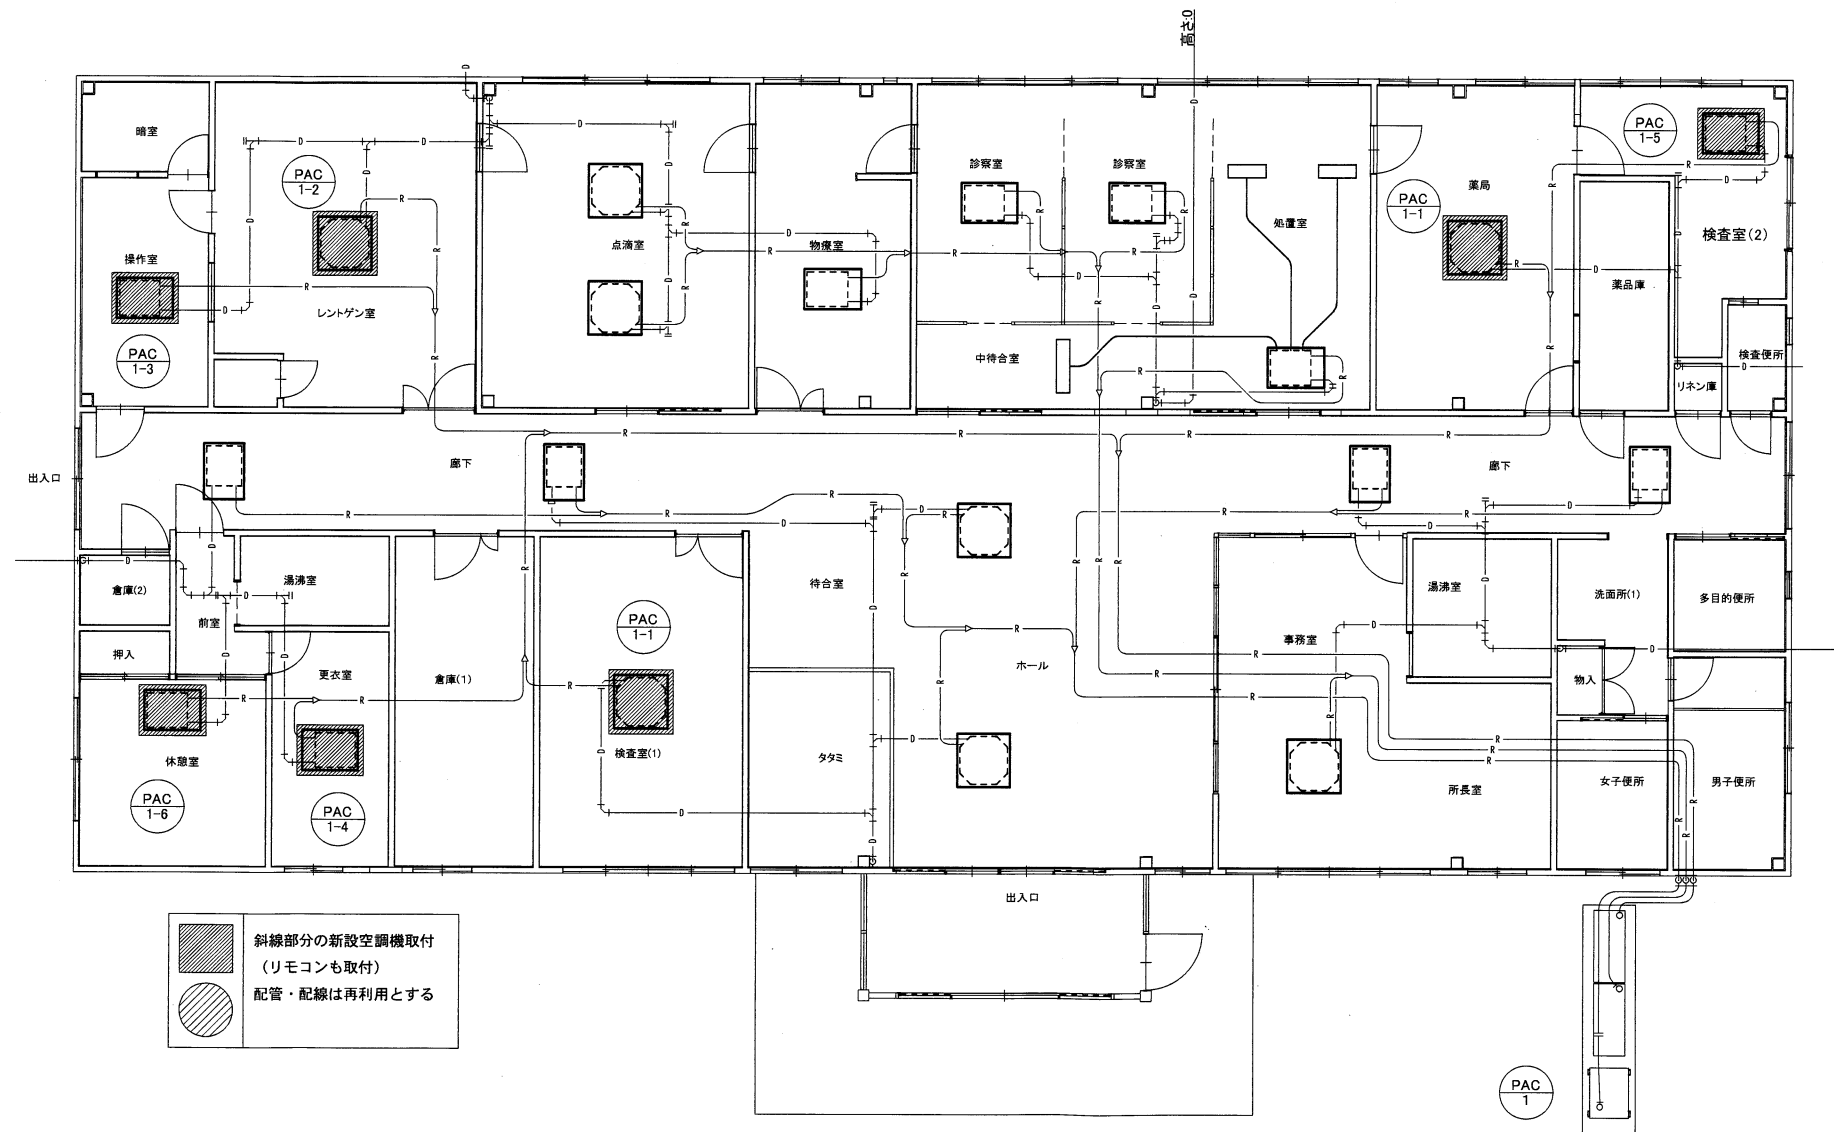 高さ:0
暗室
PAC
1-2
操作室
レントゲン室
PAC
1-3
点滴室
物療室
診察室
診察室
処置室
中待合室
薬局
PAC
1-1
PAC
1-5
検査室(2)
薬品庫
検査便所
リネン庫
出入口
廊下
廊下
倉庫(2)
湯沸室
前室
押入
更衣室
倉庫(1)
PAC
1-1
検査室(1)
休憩室
PAC
1-6
PAC
1-4
待合室
タタミ
ホール
事務室
湯沸室
洗面所(1)
多目的便所
物入
所長室
女子便所
男子便所
出入口
斜線部分の新設空調機取付
(リモコンも取付)
配管・配線は再利用とする
PAC
1